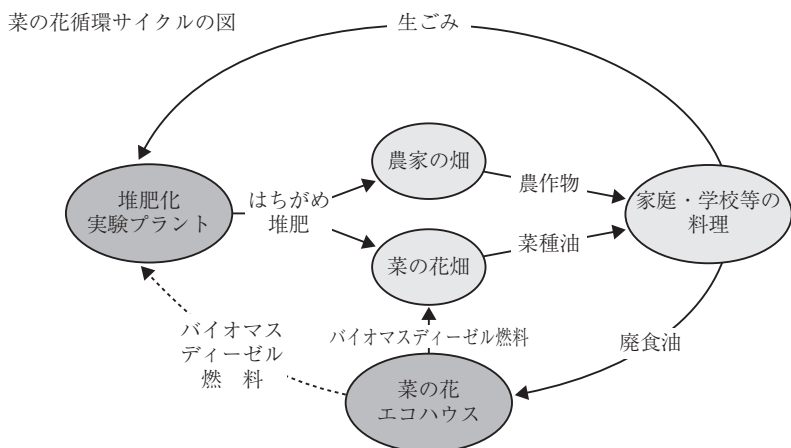 菜の花循環サイクルの図
生ごみ
農家の畑
堆肥化
実験プラント
はちがめ
堆肥
農作物
家庭・学校等の
料理
菜種油
菜の花畑
バイオマス
ディーゼル
燃　料
バイオマスディーゼル燃料
廃食油
菜の花
エコハウス